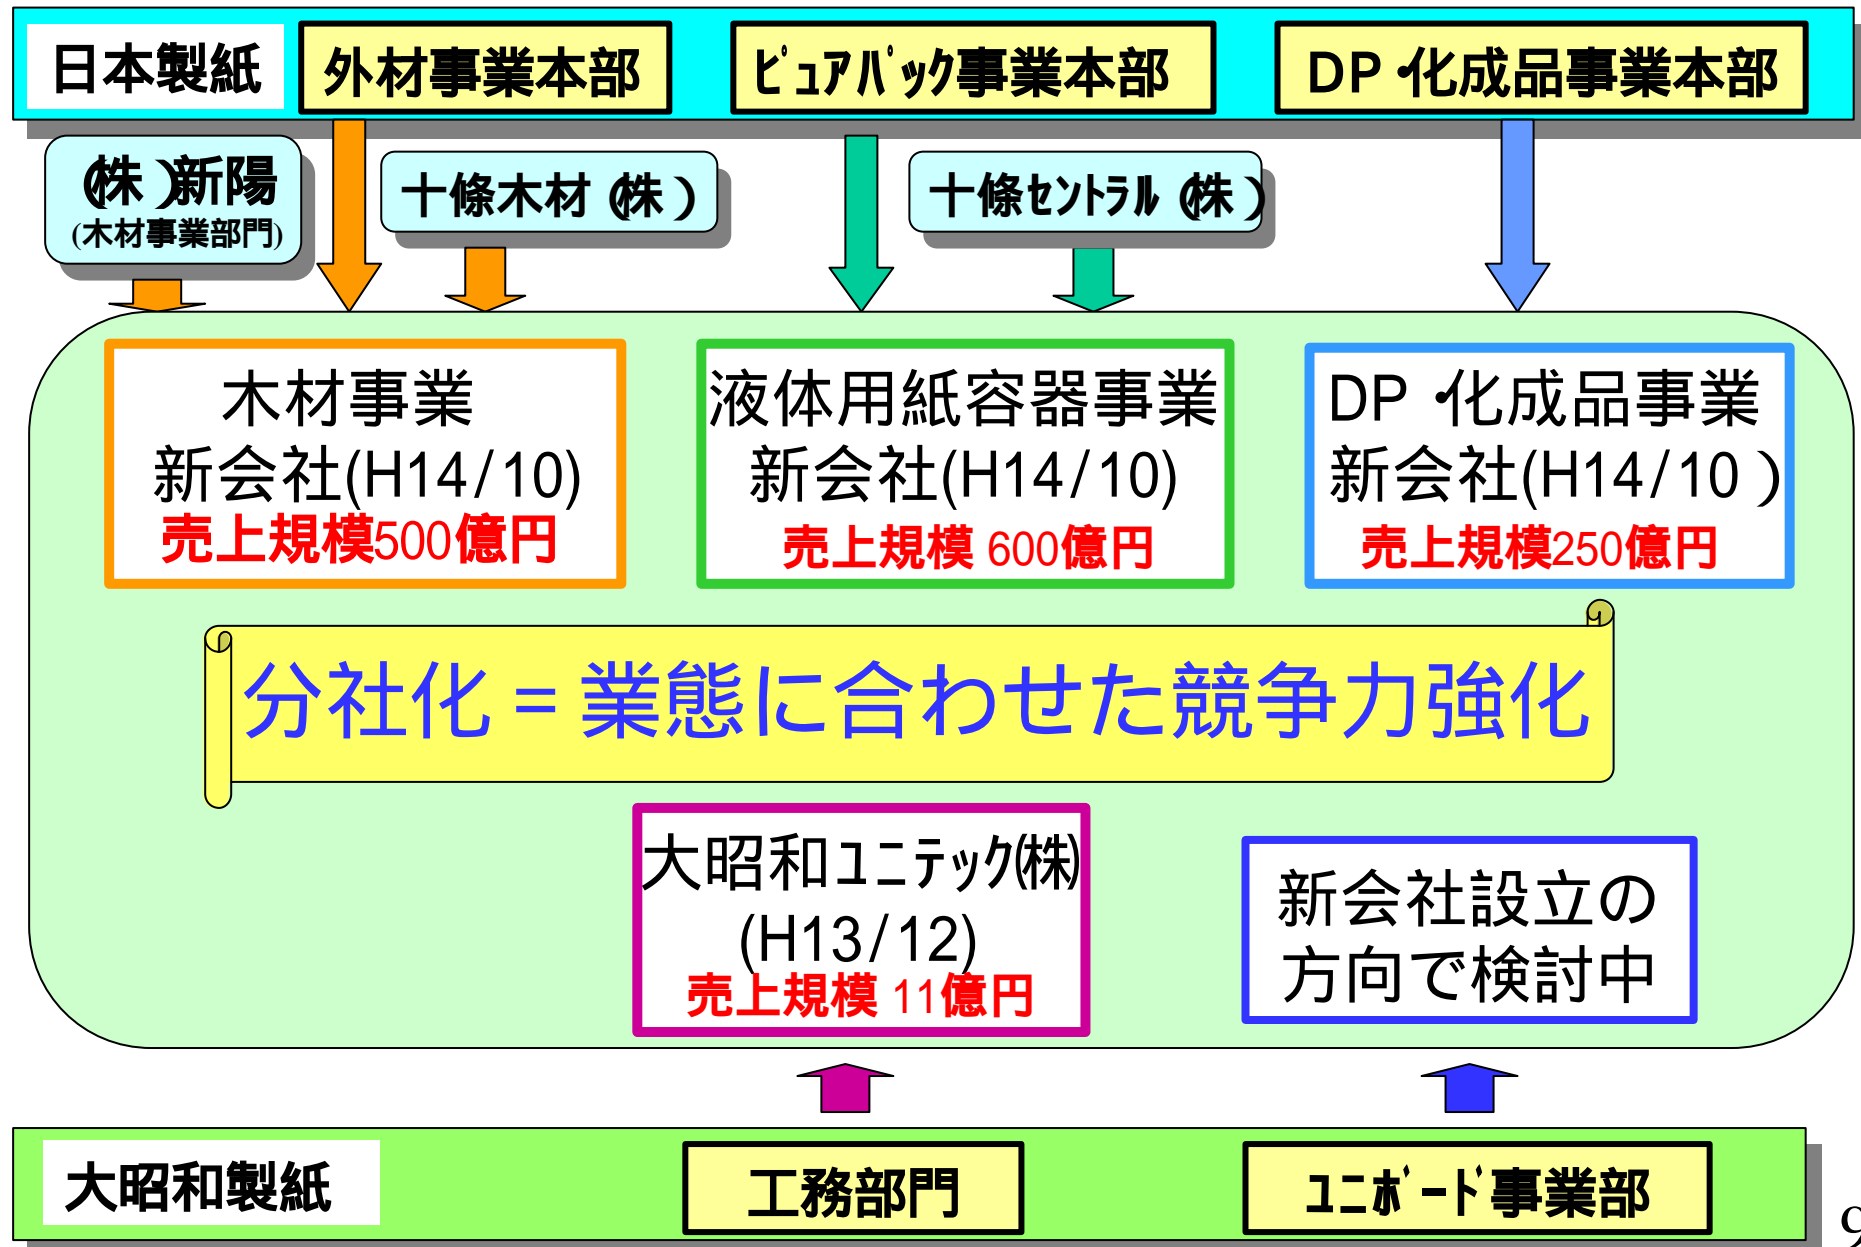 日本製紙
外材事業本部
ﾋﾟｭｱﾊﾟｯｸ事業本部
DP・化成品事業本部
(株)新陽
(木材事業部門)
十條木材(株)
十條ｾﾝﾄﾗﾙ(株)
木材事業
新会社(H14/10)
売上規模500億円
液体用紙容器事業
新会社(H14/10)
売上規模 600億円
DP・化成品事業
新会社(H14/10)
売上規模250億円
分社化=業態に合わせた競争力強化
大昭和ﾕﾆﾃｯｸ(株)
(H13/12)
売上規模 11億円
新会社設立の
方向で検討中
大昭和製紙
工務部門
ﾕﾆﾎﾞｰﾄﾞ事業部
9